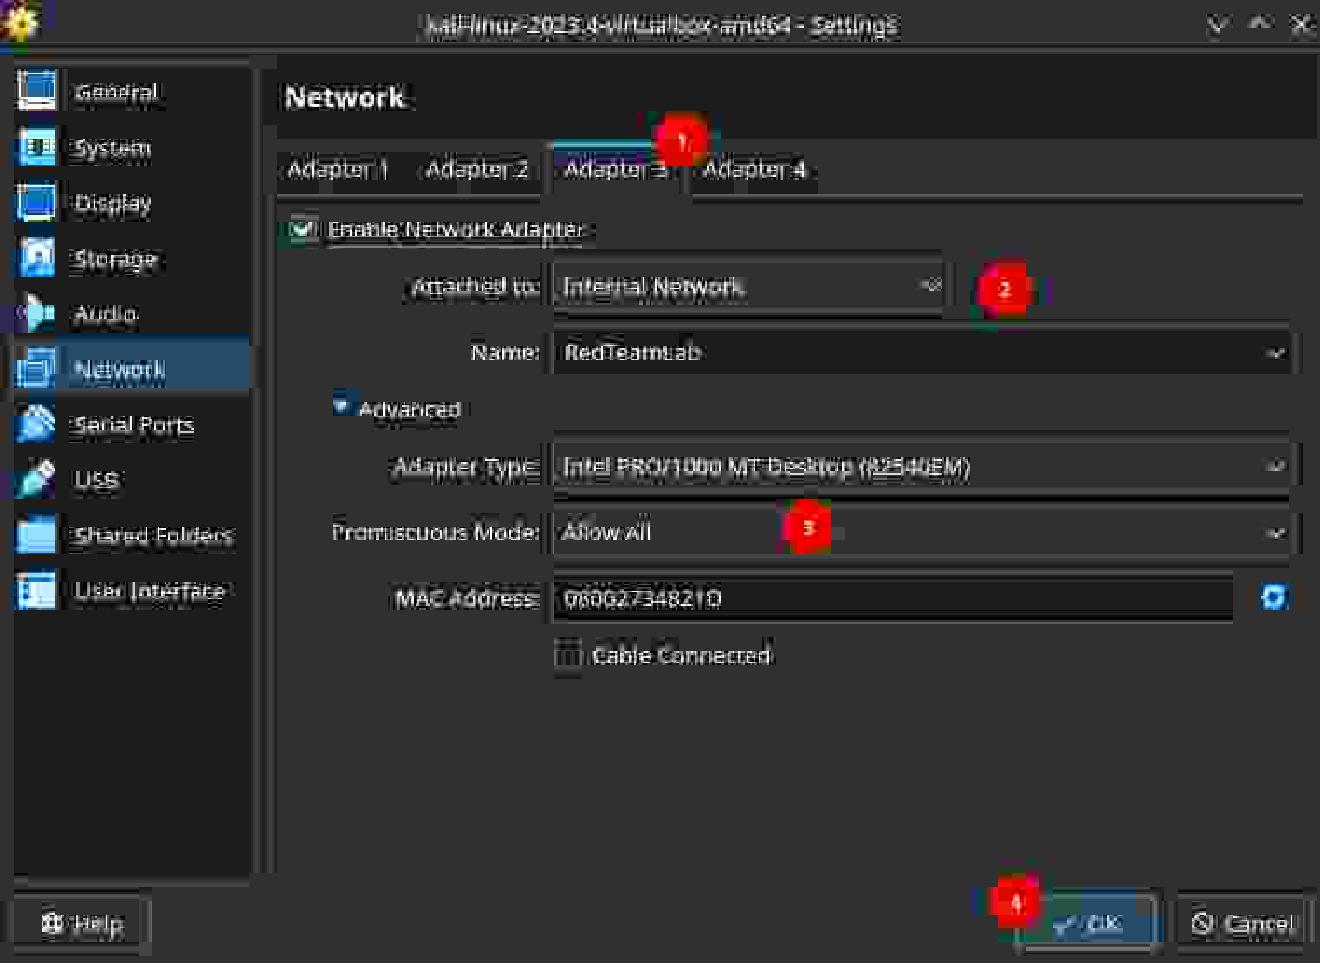 kali-linux-2023.4-virtualbox-amd64 - Settings
General
System
Display
Storage
Audio
Network
Serial Ports
USB
Shared Folders
User Interface
Network
1
Adapter 1 Adapter 2 Adapter 3 Adapter 4
Enable Network Adapter
Attached to: Internal Network 2
Name: RedTeamLab
Advanced
Adapter Type: Intel PRO/1000 MT Desktop (82540EM)
Promiscuous Mode: Allow All 3
MAC Address:
Cable Connected
4
Help OK Cancel